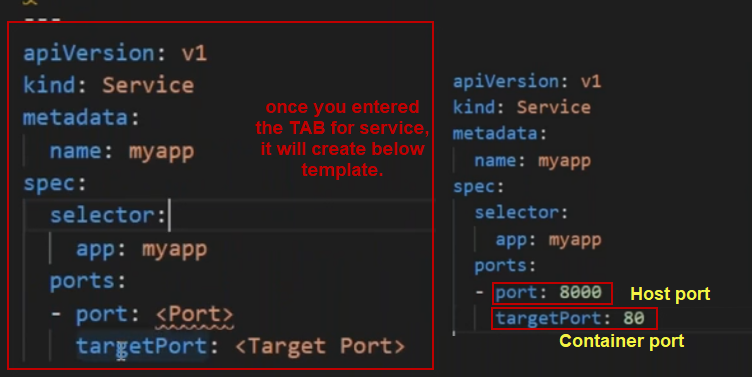 ---
apiVersion: v1
kind: Service
metadata:
name: myapp
spec:
selector:
app: myapp
ports:
- port: <Port>
targetPort: <Target Port>
once you entered
the TAB for service,
it will create below
template.
apiVersion: v1
kind: Service
metadata:
name: myapp
spec:
selector:
app: myapp
ports:
- port: 8000
Host port
targetPort: 80
Container port